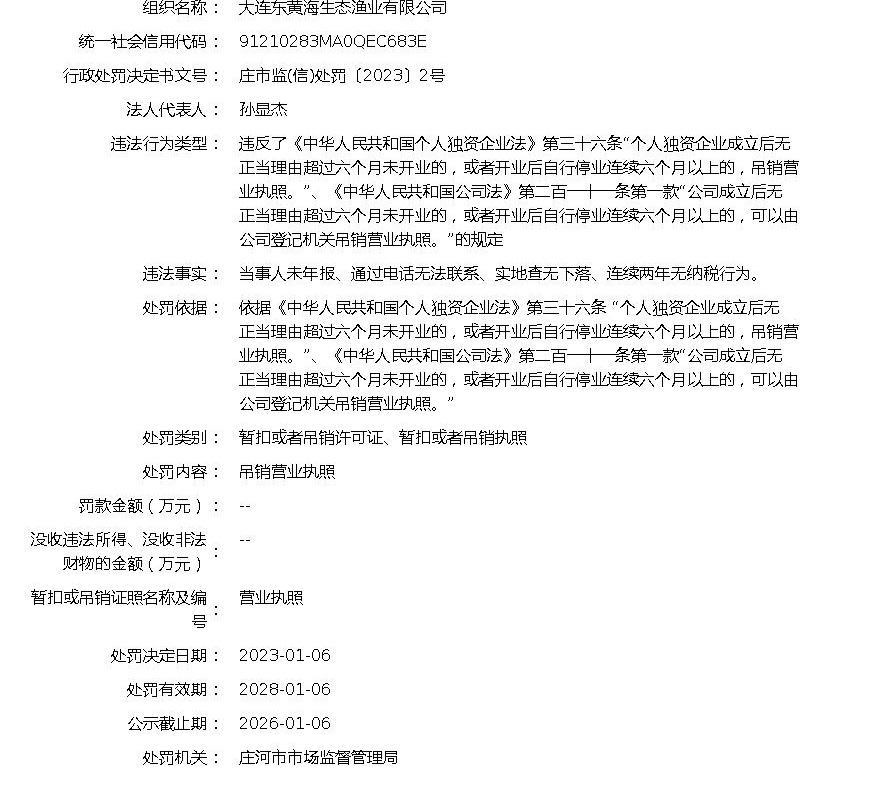 组织名称： 大连东黄海生态渔业有限公司
统一社会信用代码： 91210283MA0QEC683E
行政处罚决定书文号： 庄市监(信)处罚〔2023〕2号
法人代表人： 孙显杰
违法行为类型： 违反了《中华人民共和国个人独资企业法》第三十六条“个人独资企业成立后无
正当理由超过六个月未开业的，或者开业后自行停业连续六个月以上的，吊销营
业执照。”、《中华人民共和国公司法》第二百一十一条第一款“公司成立后无
正当理由超过六个月未开业的，或者开业后自行停业连续六个月以上的，可以由
公司登记机关吊销营业执照。”的规定
违法事实： 当事人未年报、通过电话无法联系、实地查无下落、连续两年无纳税行为。
处罚依据： 依据《中华人民共和国个人独资企业法》第三十六条 “个人独资企业成立后无
正当理由超过六个月未开业的，或者开业后自行停业连续六个月以上的，吊销营
业执照。”、《中华人民共和国公司法》第二百一十一条第一款“公司成立后无
正当理由超过六个月未开业的，或者开业后自行停业连续六个月以上的，可以由
公司登记机关吊销营业执照。”
处罚类别： 暂扣或者吊销许可证、暂扣或者吊销执照
处罚内容： 吊销营业执照
罚款金额（万元）： --
没收违法所得、没收非法
财物的金额（万元）： --
暂扣或吊销证照名称及编
号： 营业执照
处罚决定日期： 2023-01-06
处罚有效期： 2028-01-06
公示截止期： 2026-01-06
处罚机关： 庄河市市场监督管理局